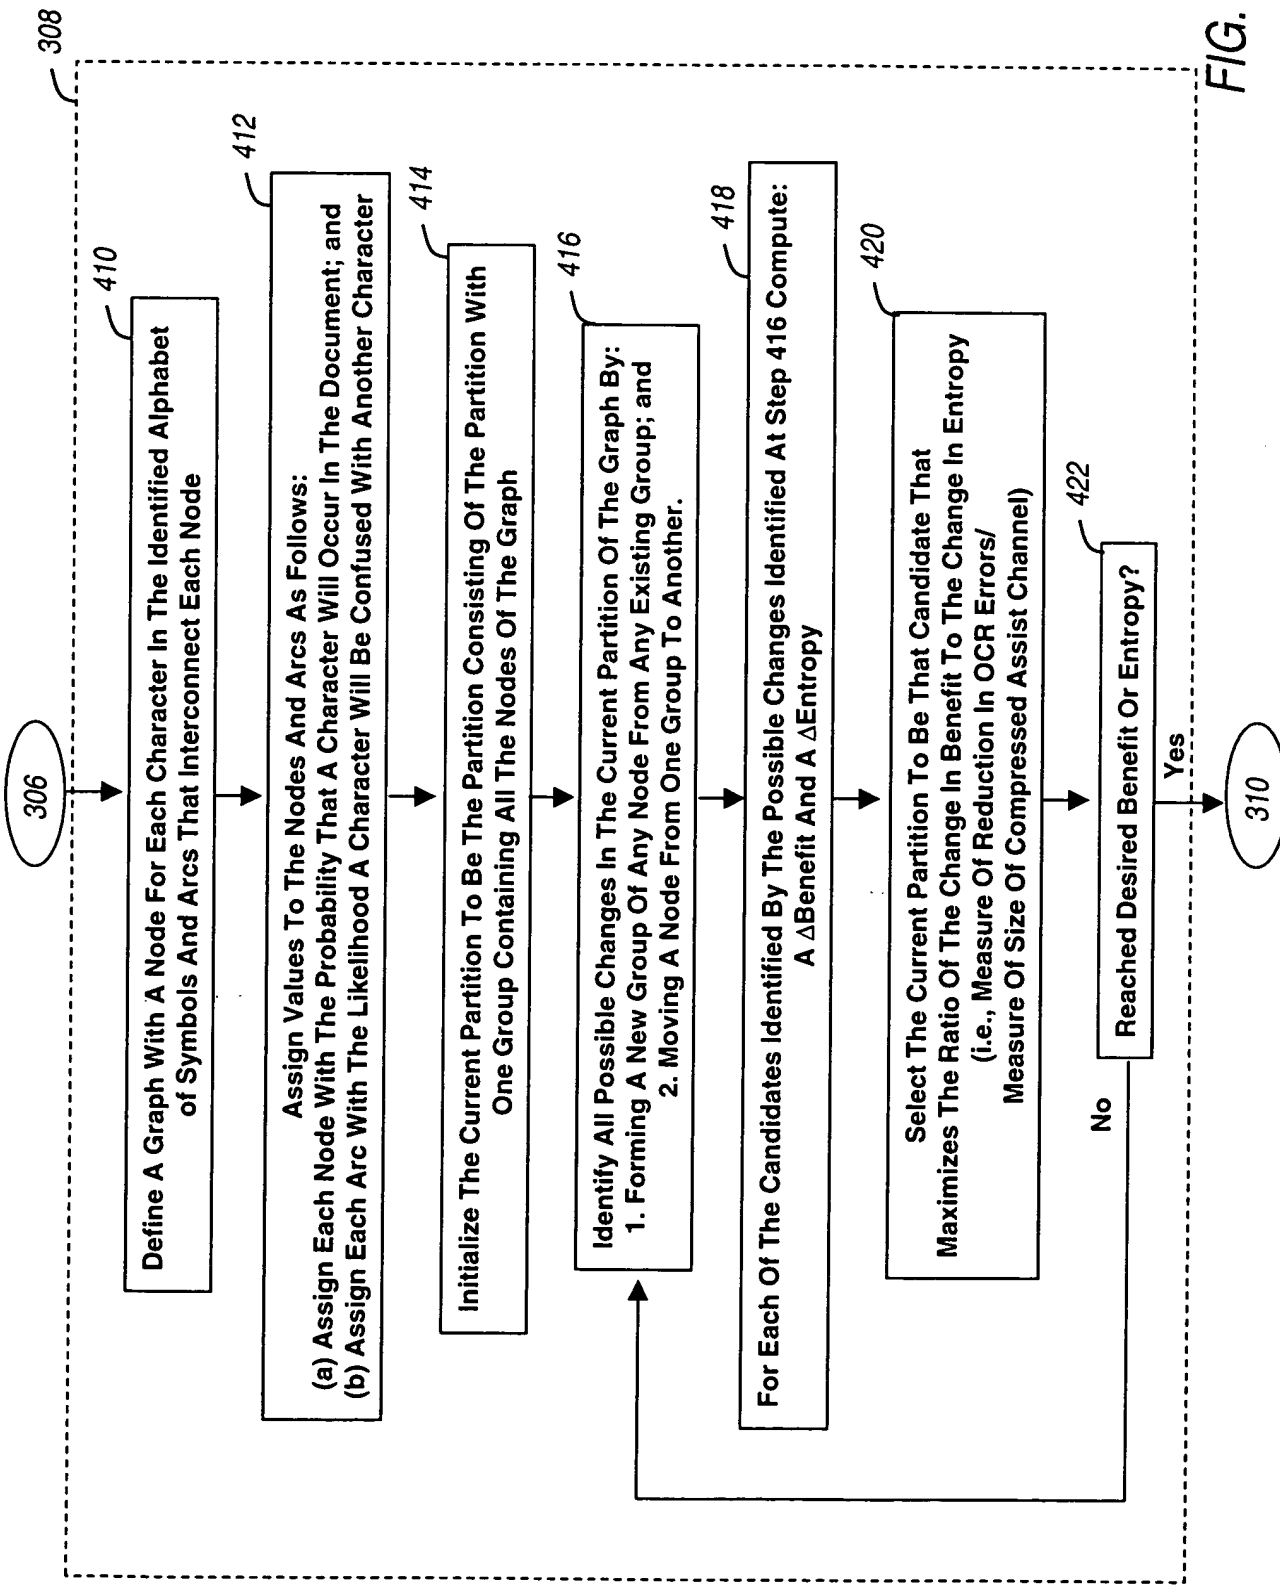 306
308
410
Define A Graph With A Node For Each Character In The Identified Alphabet
of Symbols And Arcs That Interconnect Each Node
412
Assign Values To The Nodes And Arcs As Follows:
(a) Assign Each Node With The Probability That A Character Will Occur In The Document; and
(b) Assign Each Arc With The Likelihood A Character Will Be Confused With Another Character
414
Initialize The Current Partition To Be The Partition Consisting Of The Partition With
One Group Containing All The Nodes Of The Graph
416
Identify All Possible Changes In The Current Partition Of The Graph By:
1. Forming A New Group Of Any Node From Any Existing Group; and
2. Moving A Node From One Group To Another.
418
For Each Of The Candidates Identified By The Possible Changes Identified At Step 416 Compute:
A ΔBenefit And A ΔEntropy
420
Select The Current Partition To Be That Candidate That
Maximizes The Ratio Of The Change In Benefit To The Change In Entropy
(i.e., Measure Of Reduction In OCR Errors/
Measure Of Size Of Compressed Assist Channel)
422
Reached Desired Benefit Or Entropy?
No
Yes
310
FIG.